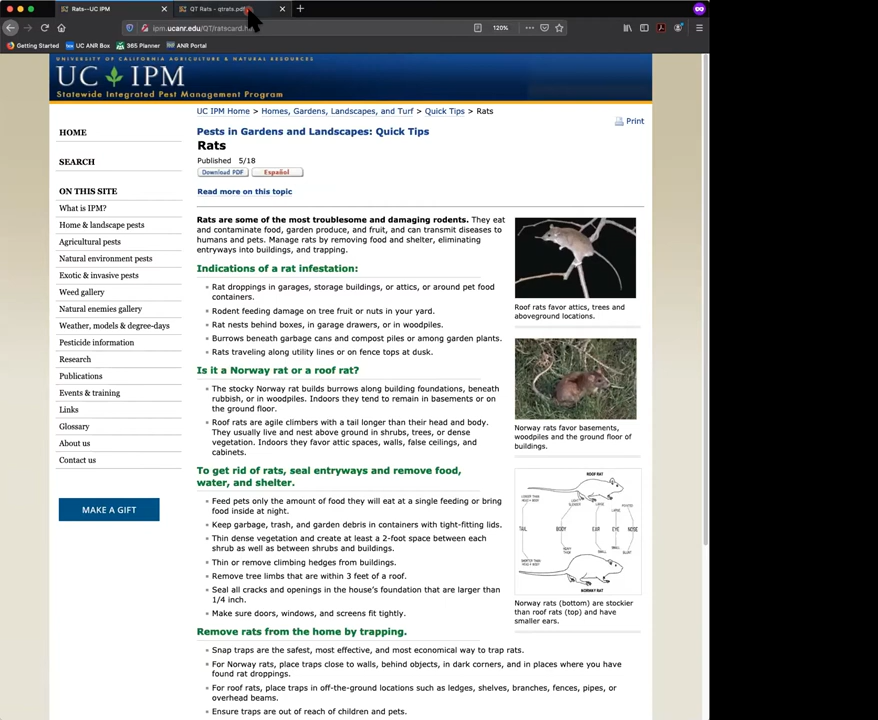 Rats--UC IPM
QT Rats - qtrats.pdf
ipm.ucanr.edu/QT/ratscard.h
120%
Getting Started UC ANR Box 365 Planner ANR Portal
UNIVERSITY OF CALIFORNIA AGRICULTURE & NATURAL RESOURCES
UC IPM
Statewide Integrated Pest Management Program
HOME
SEARCH
ON THIS SITE
What is IPM?
Home & landscape pests
Agricultural pests
Natural environment pests
Exotic & invasive pests
Weed gallery
Natural enemies gallery
Weather, models & degree-days
Pesticide information
Research
Publications
Events & training
Links
Glossary
About us
Contact us
MAKE A GIFT
UC IPM Home > Homes, Gardens, Landscapes, and Turf > Quick Tips > Rats
Print
Pests in Gardens and Landscapes: Quick Tips
Rats
Published 5/18
Download PDF Español
Read more on this topic
Rats are some of the most troublesome and damaging rodents. They eat
and contaminate food, garden produce, and fruit, and can transmit diseases to
humans and pets. Manage rats by removing food and shelter, eliminating
entryways into buildings, and trapping.
Indications of a rat infestation:
Rat droppings in garages, storage buildings, or attics, or around pet food
containers.
Rodent feeding damage on tree fruit or nuts in your yard.
Rat nests behind boxes, in garage drawers, or in woodpiles.
Burrows beneath garbage cans and compost piles or among garden plants.
Rats traveling along utility lines or on fence tops at dusk.
Is it a Norway rat or a roof rat?
The stocky Norway rat builds burrows along building foundations, beneath
rubbish, or in woodpiles. Indoors they tend to remain in basements or on
the ground floor.
Roof rats are agile climbers with a tail longer than their head and body.
They usually live and nest above ground in shrubs, trees, or dense
vegetation. Indoors they favor attic spaces, walls, false ceilings, and
cabinets.
To get rid of rats, seal entryways and remove food,
water, and shelter.
Feed pets only the amount of food they will eat at a single feeding or bring
food inside at night.
Keep garbage, trash, and garden debris in containers with tight-fitting lids.
Thin dense vegetation and create at least a 2-foot space between each
shrub as well as between shrubs and buildings.
Thin or remove climbing hedges from buildings.
Remove tree limbs that are within 3 feet of a roof.
Seal all cracks and openings in the house's foundation that are larger than
1/4 inch.
Make sure doors, windows, and screens fit tightly.
Remove rats from the home by trapping.
Snap traps are the safest, most effective, and most economical way to trap rats.
For Norway rats, place traps close to walls, behind objects, in dark corners, and in places where you have
found rat droppings.
For roof rats, place traps in off-the-ground locations such as ledges, shelves, branches, fences, pipes, or
overhead beams.
Ensure traps are out of reach of children and pets.
Roof rats favor attics, trees and
aboveground locations.
Norway rats favor basements,
woodpiles and the ground floor of
buildings.
ROOF RAT
TAIL BODY EAR EYE NOSE
NORWAY RAT
Norway rats (bottom) are stockier
than roof rats (top) and have
smaller ears.